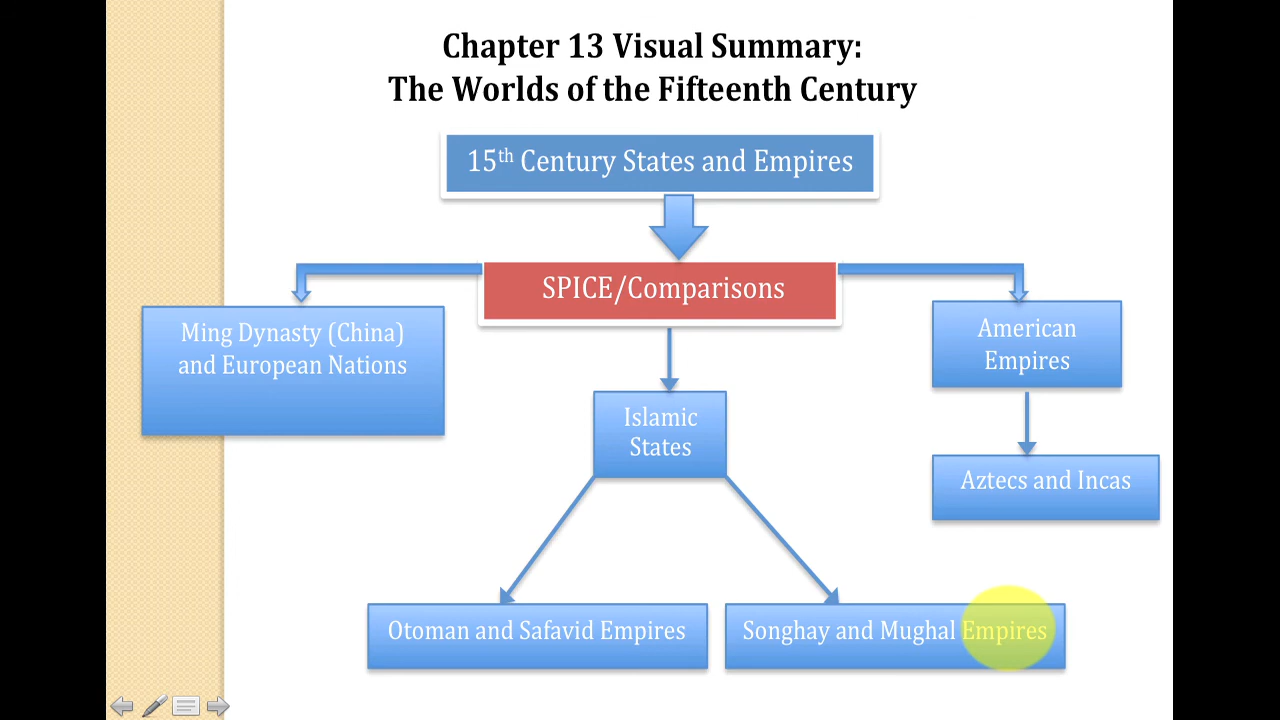 Chapter 13 Visual Summary:
The Worlds of the Fifteenth Century
15th Century States and Empires
SPICE/Comparisons
Ming Dynasty (China)
and European Nations
American
Empires
Islamic
States
Aztecs and Incas
Otoman and Safavid Empires
Songhay and Mughal Empires